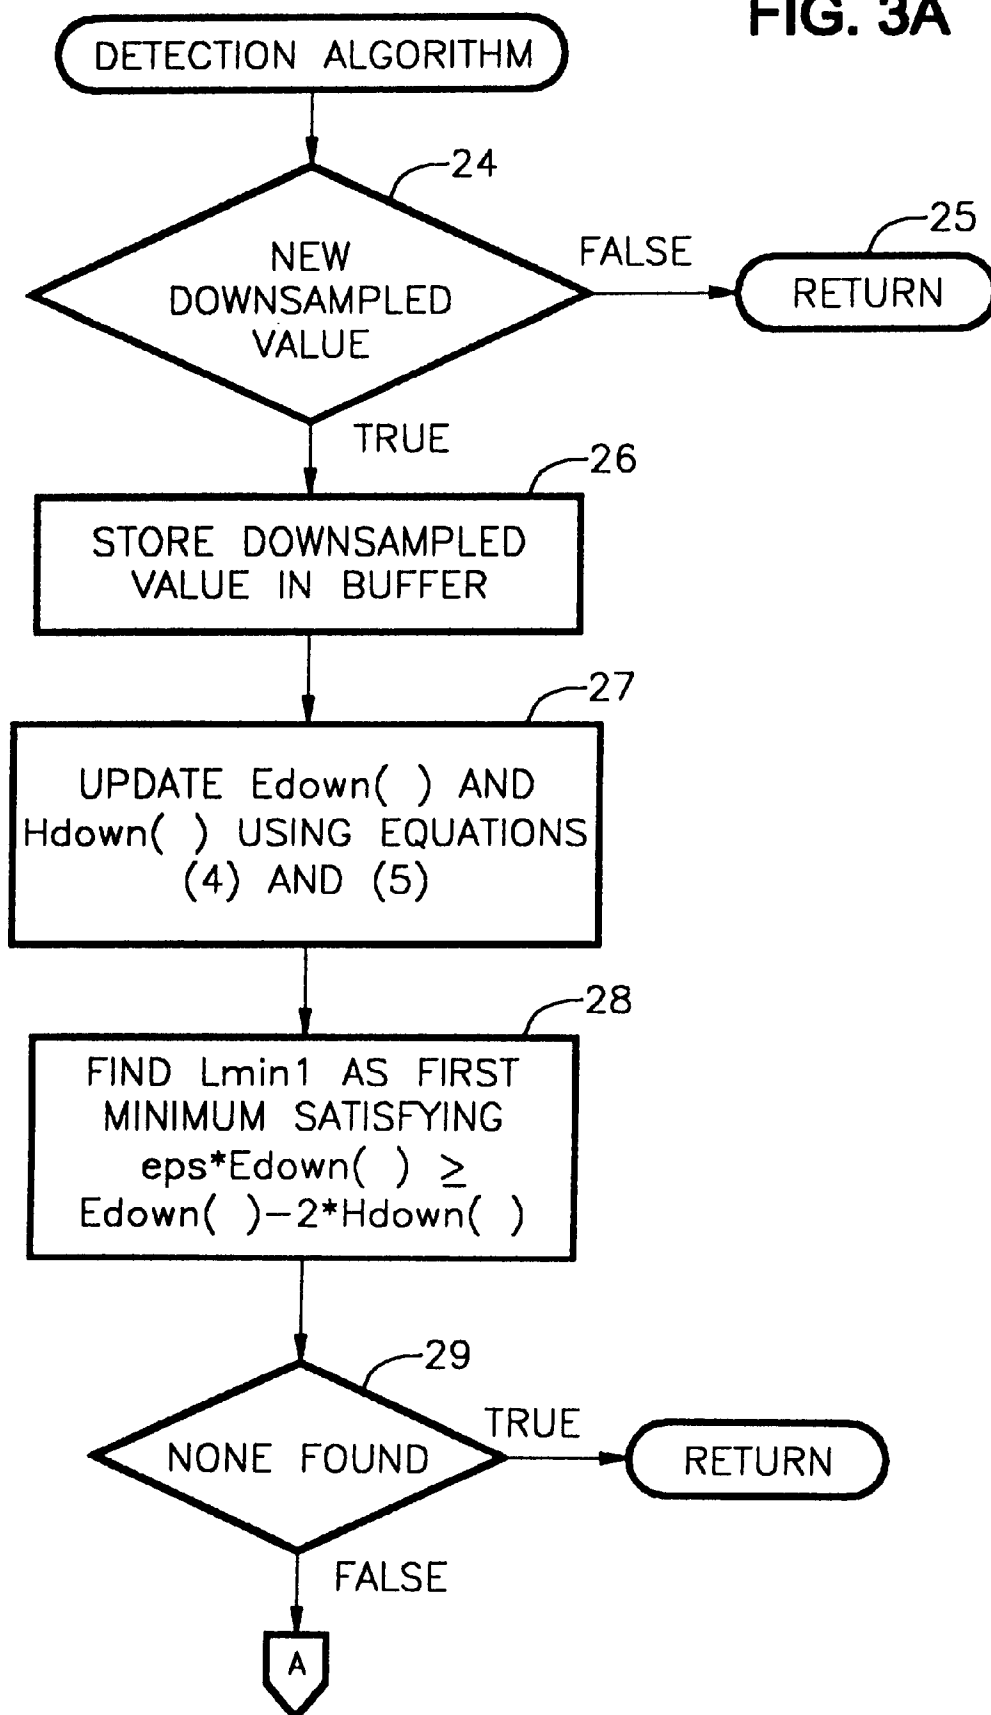 FIG. 3A
DETECTION ALGORITHM
24
NEW
DOWNSAMPLED
VALUE
FALSE
25
RETURN
TRUE
26
STORE DOWNSAMPLED
VALUE IN BUFFER
27
UPDATE Edown( ) AND
Hdown( ) USING EQUATIONS
(4) AND (5)
28
FIND Lmin1 AS FIRST
MINIMUM SATISFYING
eps*Edown( ) ≥
Edown( )-2*Hdown( )
29
NONE FOUND
TRUE
RETURN
FALSE
A